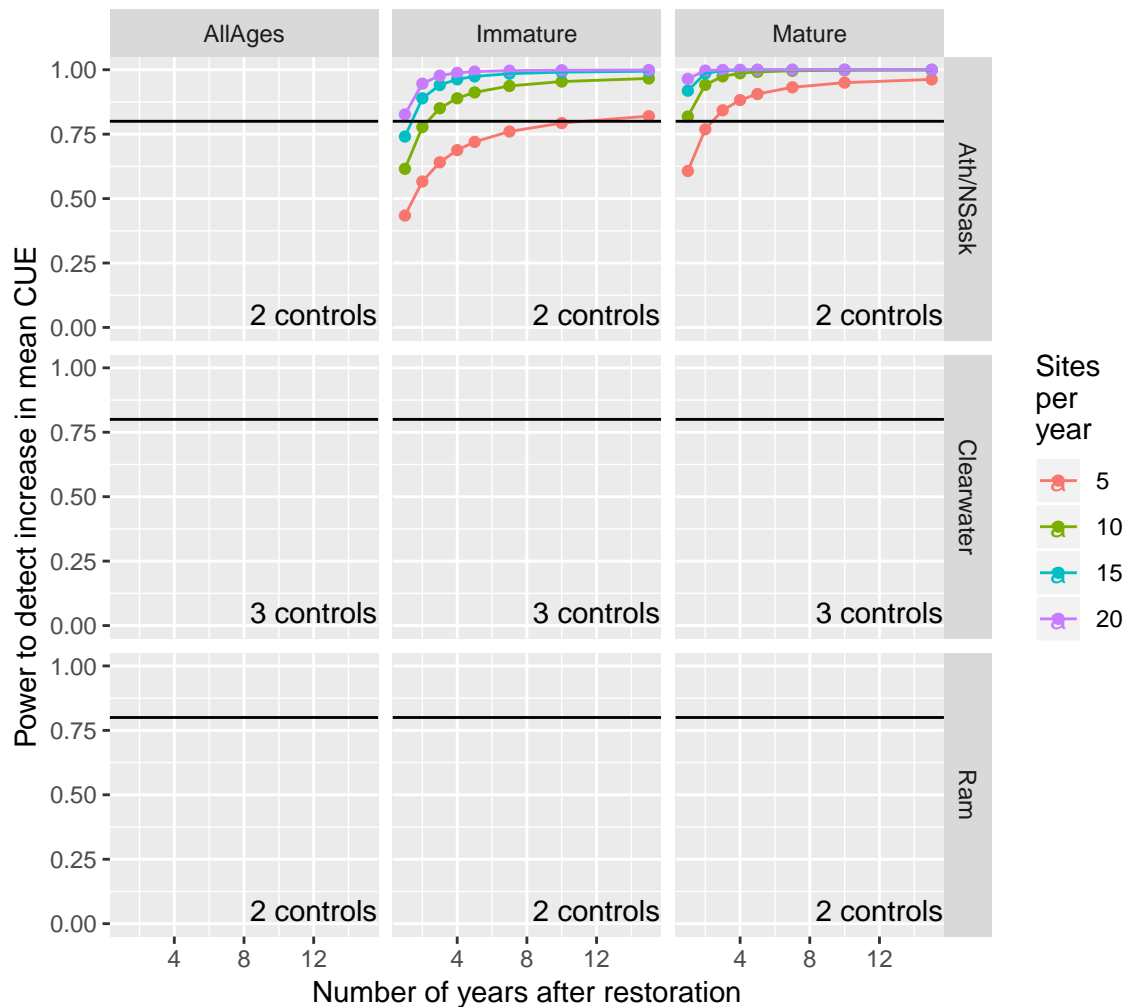 AllAges Immature Mature
1.00
0.75
0.50
0.25
0.00
2 controls 2 controls 2 controls
Ath/NSask
1.00
0.75
0.50
0.25
0.00
3 controls 3 controls 3 controls
Clearwater
1.00
0.75
0.50
0.25
0.00
2 controls 2 controls 2 controls
Ram
4 8 12 4 8 12 4 8 12
Number of years after restoration
Power to detect increase in mean CUE
Sites
per
year
a 5
a 10
a 15
a 20